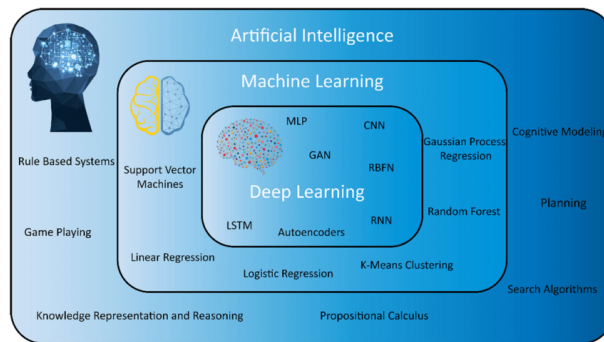 Artificial Intelligence
Machine Learning
MLP
CNN
GAN
RBFN
Deep Learning
LSTM
Autoencoders
RNN
Rule Based Systems
Support Vector
Machines
Gaussian Process
Regression
Cognitive Modeling
Game Playing
Random Forest
Planning
Linear Regression
Logistic Regression
K-Means Clustering
Search Algorithms
Knowledge Representation and Reasoning
Propositional Calculus